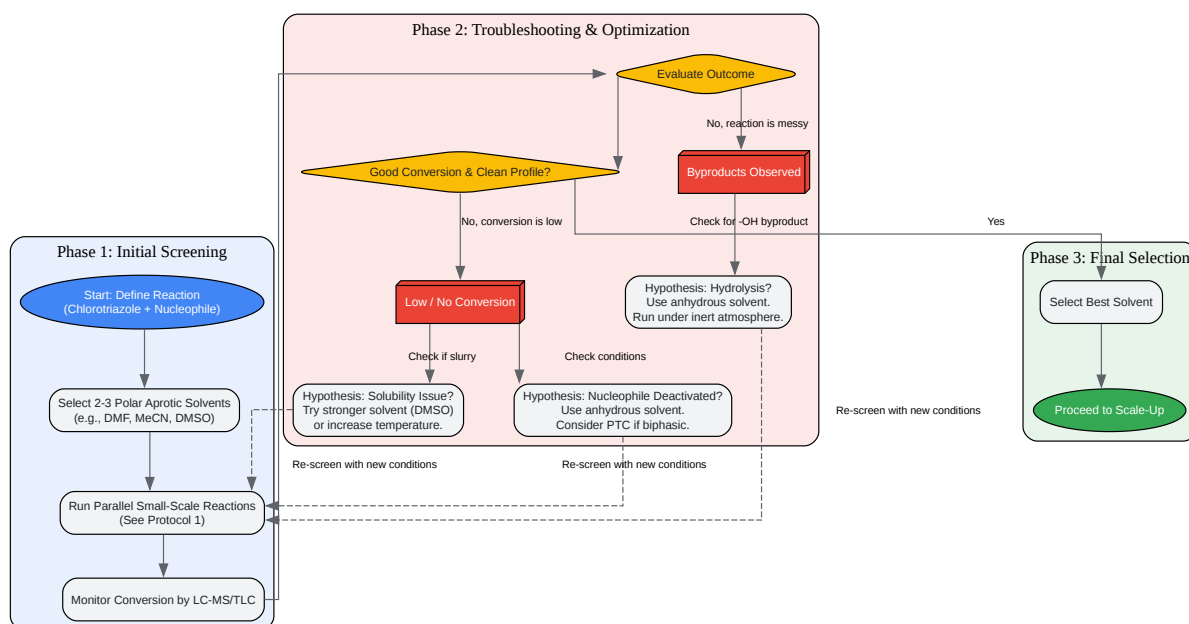 Phase 2: Troubleshooting & Optimization
Evaluate Outcome
No, reaction is messy
Good Conversion & Clean Profile?
Byproducts Observed
No, conversion is low
Check for -OH byproduct
Yes
Phase 1: Initial Screening
Phase 3: Final Selection
Start: Define Reaction
(Chlorotriazole + Nucleophile)
Low / No Conversion
Hypothesis: Hydrolysis?
Use anhydrous solvent.
Run under inert atmosphere.
Select Best Solvent
Check if slurry
Check conditions
Select 2-3 Polar Aprotic Solvents
(e.g., DMF, MeCN, DMSO)
Hypothesis: Solubility Issue?
Try stronger solvent (DMSO)
or increase temperature.
Hypothesis: Nucleophile Deactivated?
Use anhydrous solvent.
Consider PTC if biphasic.
Re-screen with new conditions
Proceed to Scale-Up
Re-screen with new conditions
Re-screen with new conditions
Run Parallel Small-Scale Reactions
(See Protocol 1)
Monitor Conversion by LC-MS/TLC